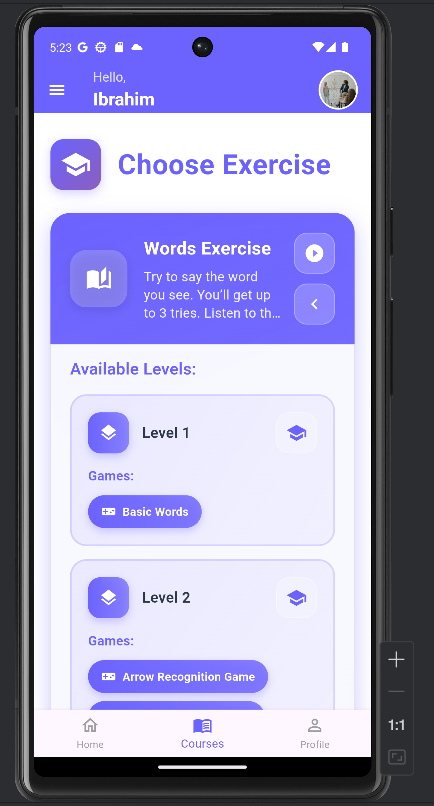 5:23
Hello,
Ibrahim
Choose Exercise
Words Exercise
Try to say the word
you see. You'll get up
to 3 tries. Listen to th...
Available Levels:
Level 1
Games:
Basic Words
Level 2
Games:
Arrow Recognition Game
Home
Courses
Profile
1:1